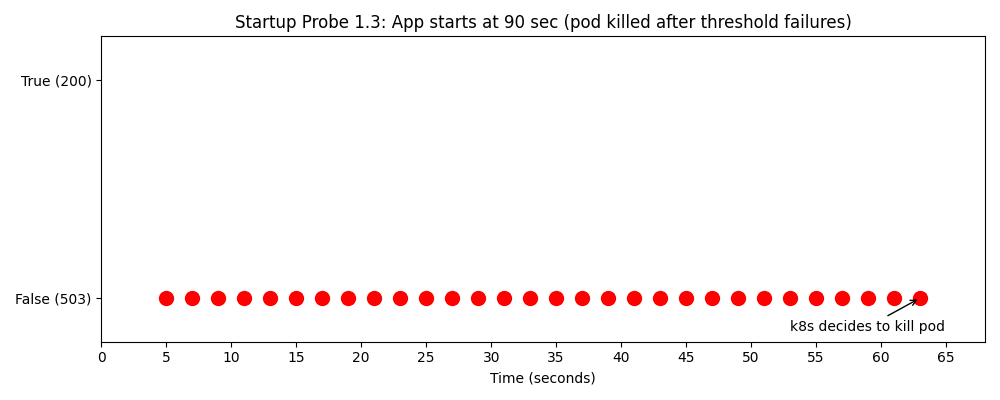 Startup Probe 1.3: App starts at 90 sec (pod killed after threshold failures)
True (200)
False (503)
k8s decides to kill pod
0 5 10 15 20 25 30 35 40 45 50 55 60 65
Time (seconds)